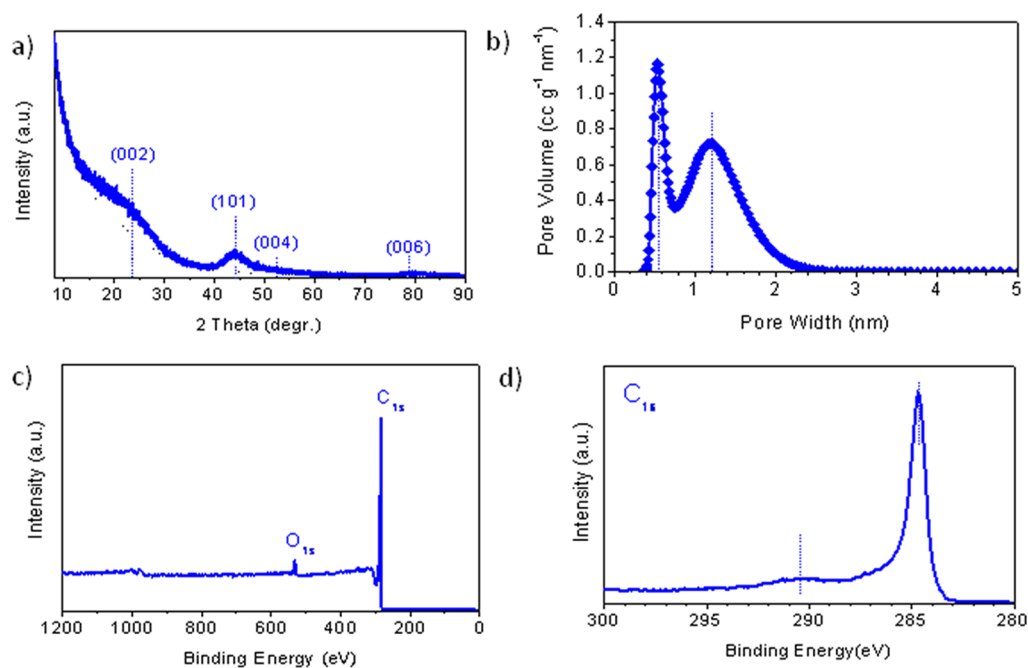 a)
Intensity (a.u.)
(002)
(101)
(004)
(006)
10 20 30 40 50 60 70 80 90
2 Theta (degr.)
b)
Pore Volume (cc g-1 nm-1)
1.4
1.2
1.0
0.8
0.6
0.4
0.2
0.0
0 1 2 3 4 5
Pore Width (nm)
c)
Intensity (a.u.)
C1s
O1s
1200 1000 800 600 400 200 0
Binding Energy (eV)
d)
Intensity (a.u.)
C1s
300 295 290 285 280
Binding Energy(eV)